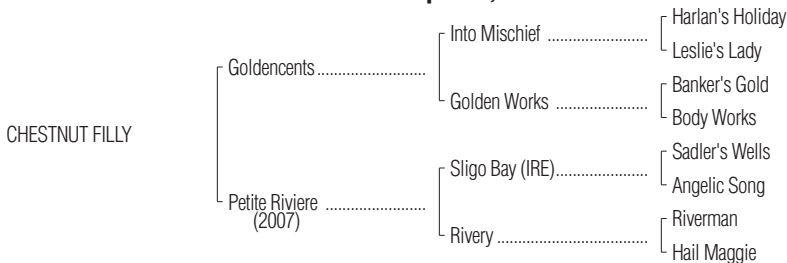 Harlan's Holiday
Into Mischief ........................
Leslie's Lady
Goldencents..........................
Banker's Gold
Golden Works ......................
Body Works
CHESTNUT FILLY
Sadler's Wells
Sligo Bay (IRE)......................
Angelic Song
Petite Riviere ........................
(2007)
Riverman
Rivery ....................................
Hail Maggie